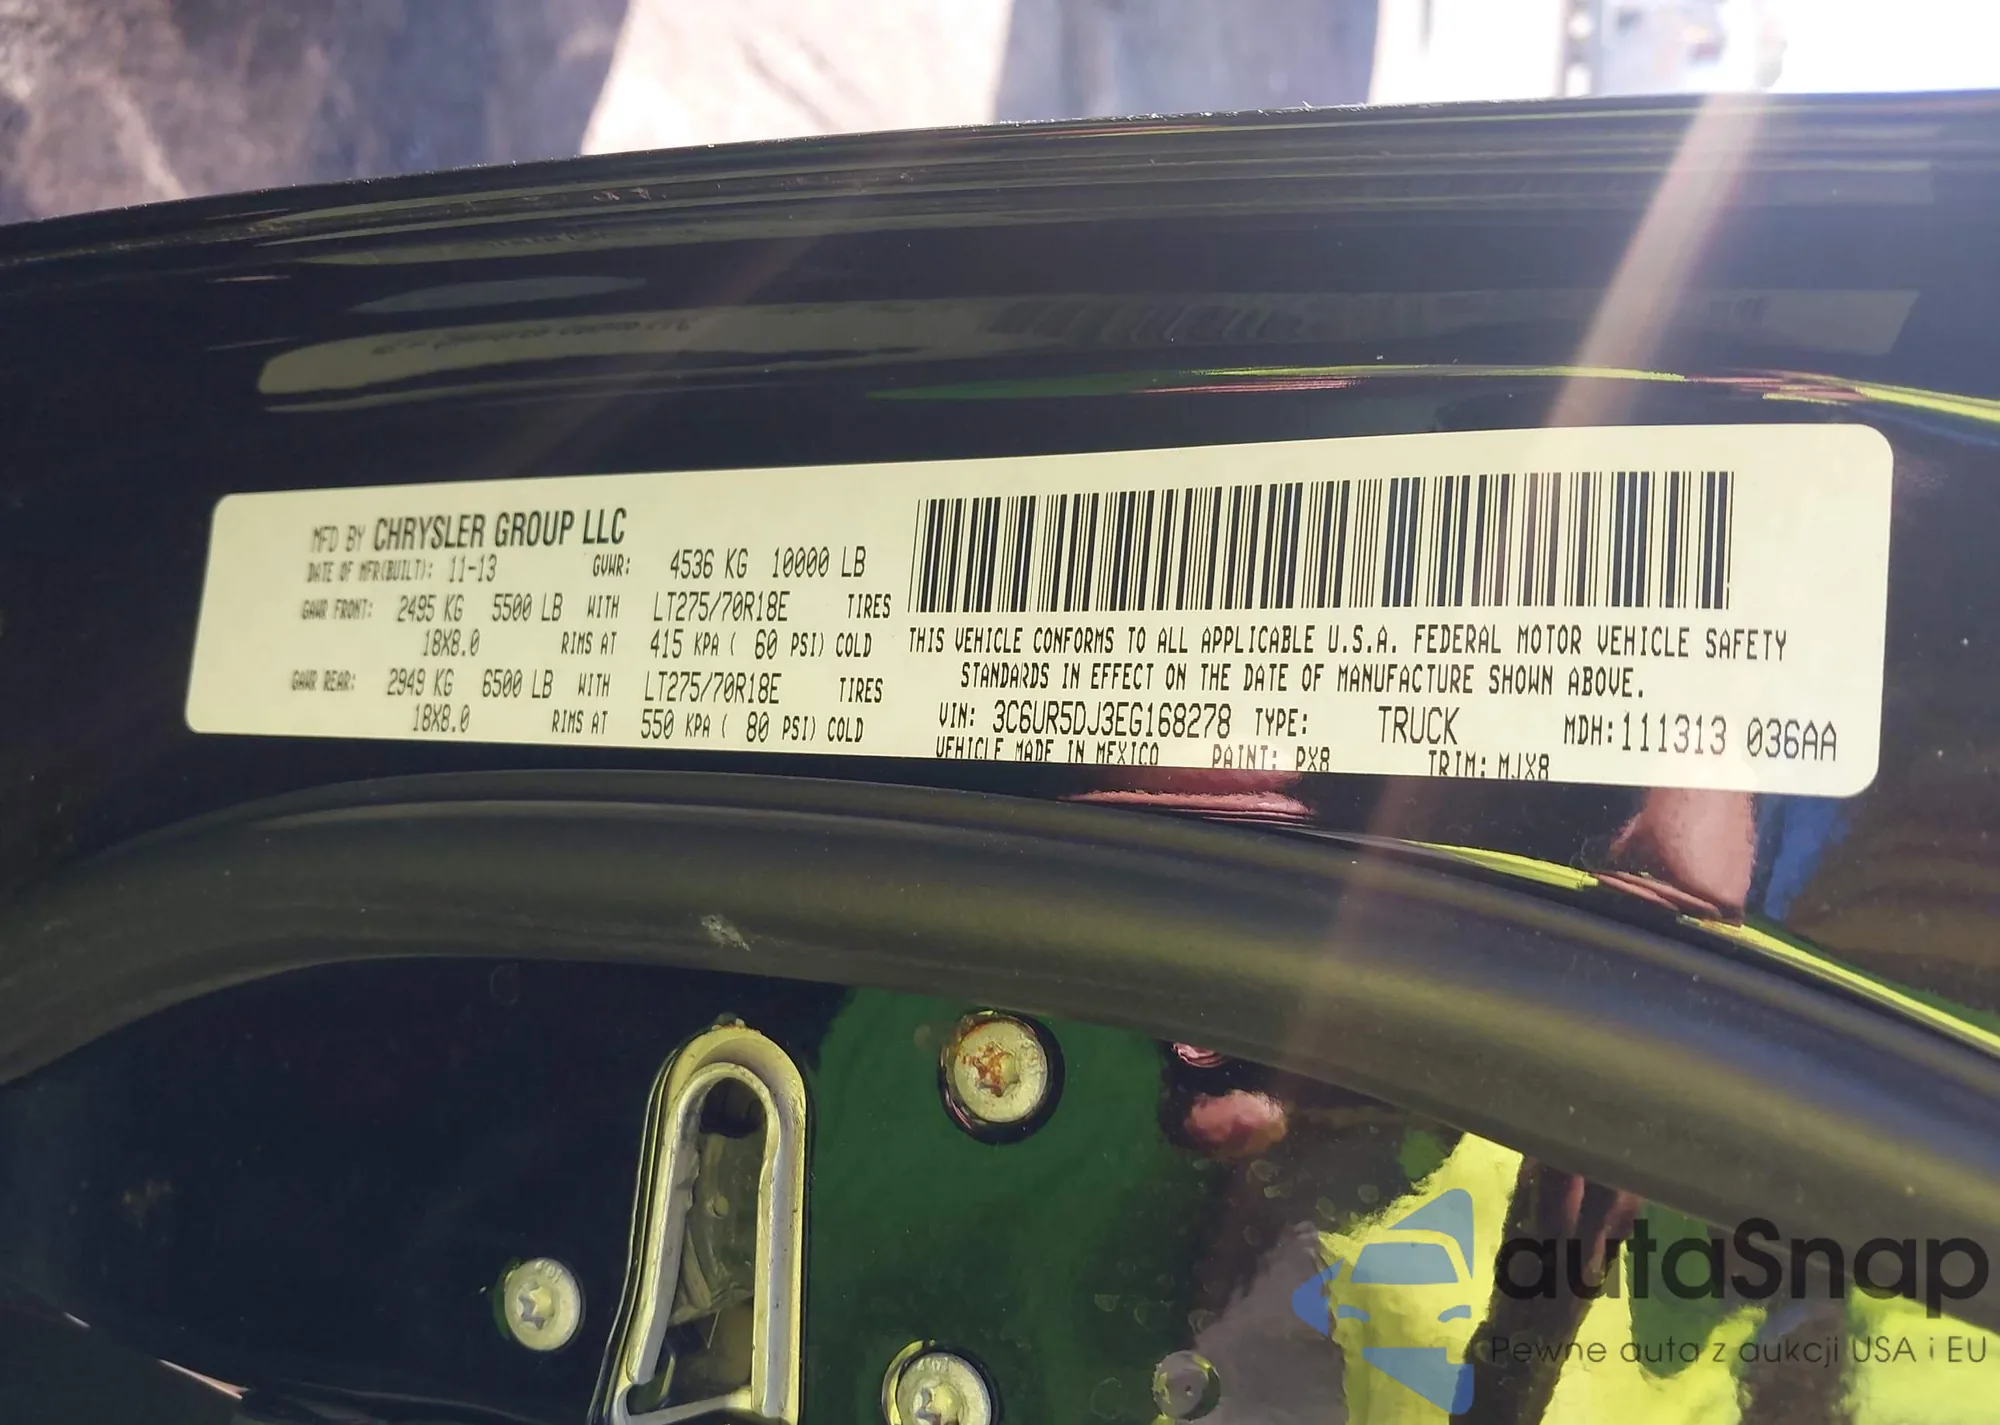 MFD BY CHRYSLER GROUP LLC
DATE OF MFR(BUILT): 11-13 GVWR: 4536 KG 10000 LB
GAWR FRONT: 2495 KG 5500 LB WITH LT275/70R18E TIRES
18X8.0 RIMS AT 415 KPA ( 60 PSI) COLD
GAWR REAR: 2949 KG 6500 LB WITH LT275/70R18E TIRES
18X8.0 RIMS AT 550 KPA ( 80 PSI) COLD
THIS VEHICLE CONFORMS TO ALL APPLICABLE U.S.A. FEDERAL MOTOR VEHICLE SAFETY
STANDARDS IN EFFECT ON THE DATE OF MANUFACTURE SHOWN ABOVE.
VIN: 3C6UR5DJ3EG168278 TYPE: TRUCK MDH: 111313 036AA
VEHICLE MADE IN MEXICO PAINT: PX8 TRIM: MJX8
autaSnap
Pewne auta z aukcji USA i EU